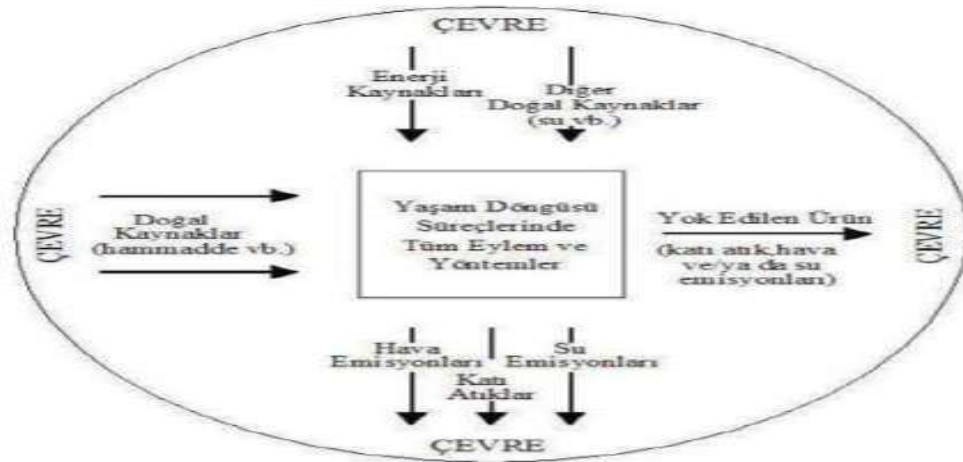 ÇEVRE
Enerji
Kaynakları
Diğer
Doğal Kaynaklar
(su vb.)
ÇEVRE
Doğal
Kaynaklar
(hammadde vb.)
Yaşam Döngüsü
Süreçlerinde
Tüm Eylem ve
Yöntemler
Yok Edilen Ürün
(katı atık,hava
ve/ya da su
emisyonları)
ÇEVRE
Hava
Emisyonları
Katı
Atıklar
Su
Emisyonları
ÇEVRE